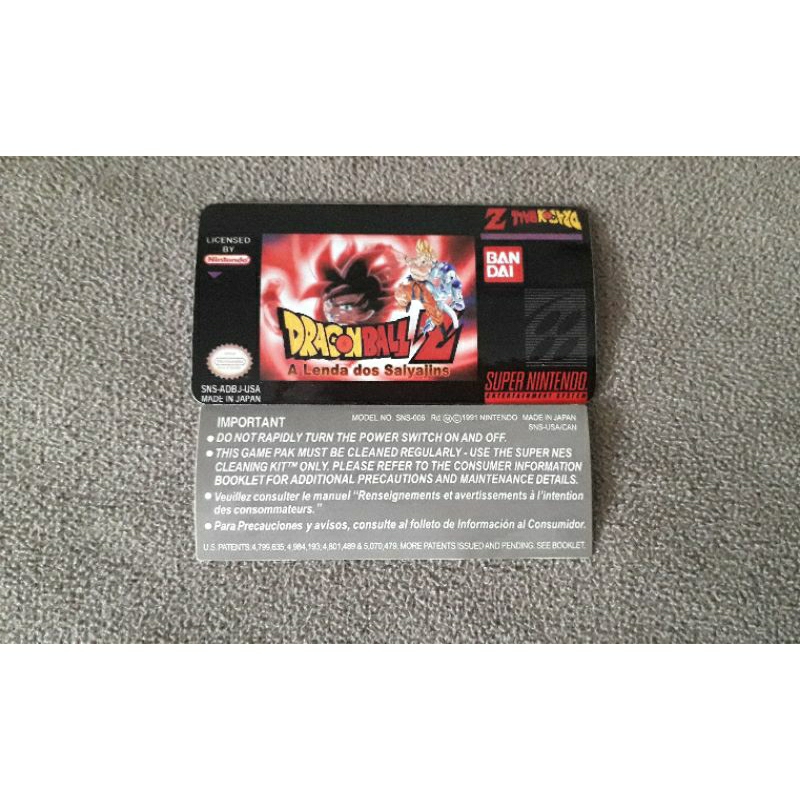 DRAGON BALL Z
LICENSED
BY
Nintendo
BAN
DAI
DRAGON BALL Z
A Lenda dos Saiyajins
SNS-ADBJ-USA
MADE IN JAPAN
SUPER NINTENDO
ENTERTAINMENT SYSTEM
IMPORTANT
MODEL NO. SNS-006 Rd Ⓜ©1991 NINTENDO MADE IN JAPAN
SNS-USA/CAN
● DO NOT RAPIDLY TURN THE POWER SWITCH ON AND OFF.
● THIS GAME PAK MUST BE CLEANED REGULARLY - USE THE SUPER NES
CLEANING KIT™ ONLY. PLEASE REFER TO THE CONSUMER INFORMATION
BOOKLET FOR ADDITIONAL PRECAUTIONS AND MAINTENANCE DETAILS.
● Veuillez consulter le manuel "Renseignements et avertissements à l'intention
des consommateurs."
● Para Precauciones y avisos, consulte al folleto de Información al Consumidor.
U.S. PATENTS; 4,799,635; 4,984,193; 4,801,489 & 5,070,479. MORE PATENTS ISSUED AND PENDING. SEE BOOKLET.